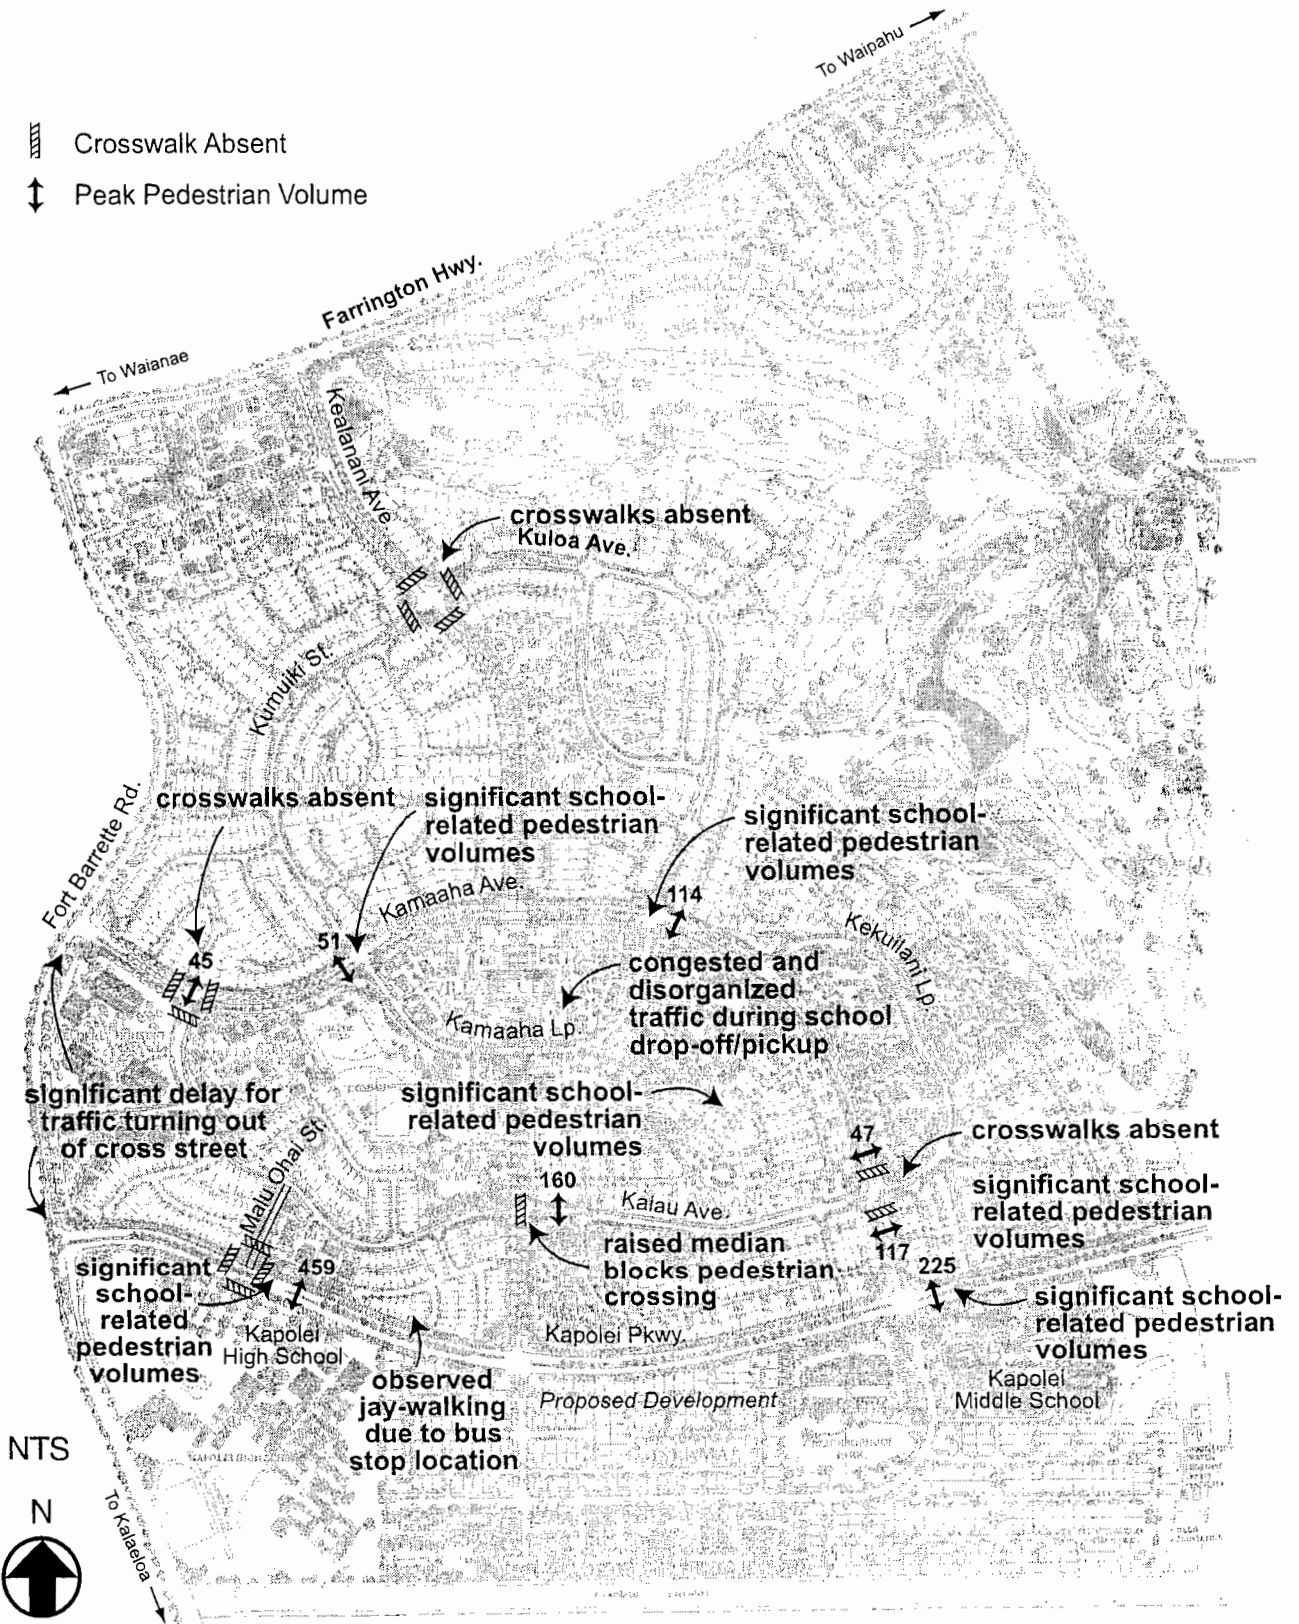 To Waipahu
Crosswalk Absent
Peak Pedestrian Volume
Farrington Hwy.
To Waianae
Kealanani Ave
crosswalks absent
Kuloa Ave.
Kumuiki St.
Fort Barrette Rd.
crosswalks absent
significant school-
related pedestrian
volumes
significant school-
related pedestrian
volumes
Kamaaha Ave.
114
Kekuilani Lp.
51
45
congested and
disorganized
traffic during school
drop-off/pickup
Kamaaha Lp.
significant delay for
traffic turning out
of cross street
significant school-
related pedestrian
volumes
Malu Ohai St.
47
crosswalks absent
160
Kalau Ave.
significant school-
related pedestrian
volumes
raised median
blocks pedestrian
crossing
117
225
significant
school-
related
pedestrian
volumes
459
significant school-
related pedestrian
volumes
Kapolei
High School
Kapolei Pkwy.
Kapolei
Middle School
observed
jay-walking
due to bus
stop location
Proposed Development
NTS
N
To Kalaeloa